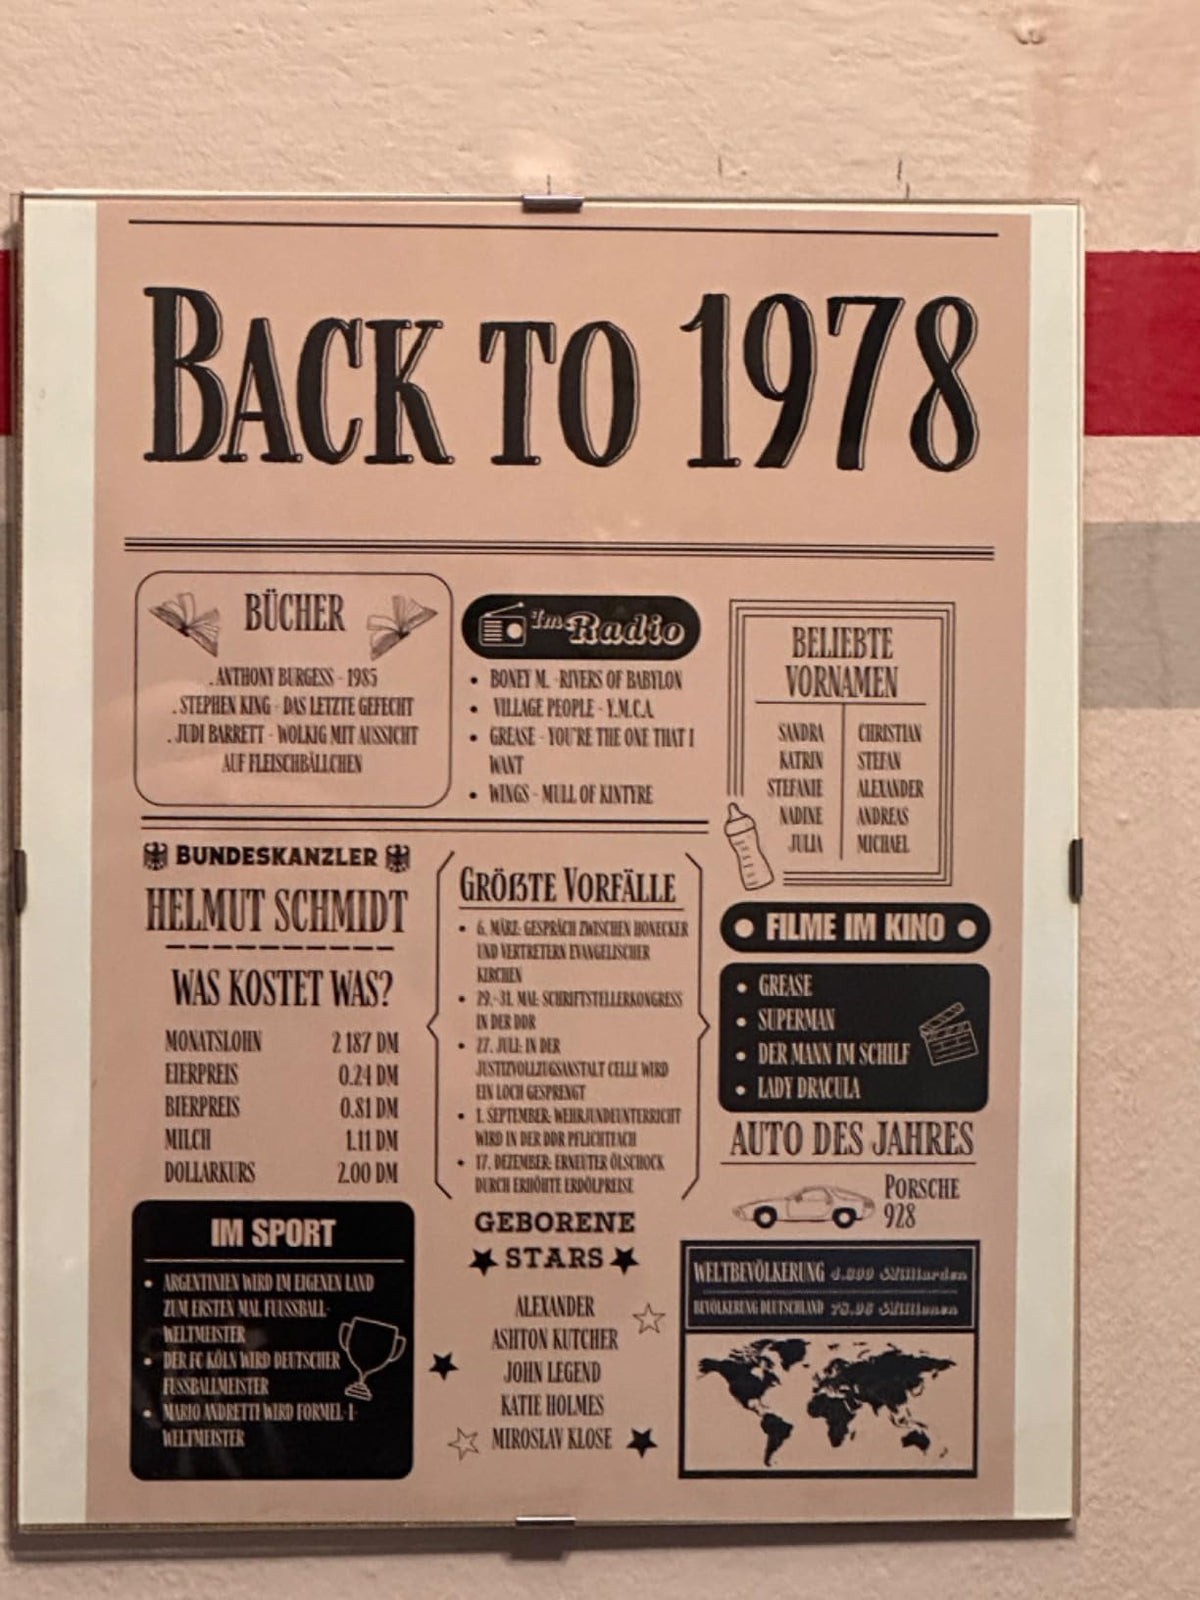 BACK TO 1978
BÜCHER
. ANTHONY BURGESS - 1985
. STEPHEN KING - DAS LETZTE GEFECHT
. JUDI BARRETT - WOLKIG MIT AUSSICHT
AUF FLEISCHBÄLLCHEN
Im Radio
• BONEY M. -RIVERS OF BABYLON
• VILLAGE PEOPLE - Y.M.C.A.
• GREASE - YOU'RE THE ONE THAT I
WANT
• WINGS - MULL OF KINTYRE
BELIEBTE
VORNAMEN
SANDRA CHRISTIAN
KATRIN STEFAN
STEFANIE ALEXANDER
NADINE ANDREAS
JULIA MICHAEL
BUNDESKANZLER
HELMUT SCHMIDT
WAS KOSTET WAS?
MONATSLOHN 2 187 DM
EIERPREIS 0.24 DM
BIERPREIS 0.81 DM
MILCH 1.11 DM
DOLLARKURS 2.00 DM
GRÖẞTE VORFÄLLE
• 6. MÄRZ: GESPRÄCH ZWISCHEN HONECKER
UND VERTRETERN EVANGELISCHER
KIRCHEN
• 29.-31. MAI: SCHRIFTSTELLERKONGRESS
IN DER DDR
• 27. JULI: IN DER
JUSTIZVOLLZUGSANSTALT CELLE WIRD
EIN LOCH GESPRENGT
• 1. SEPTEMBER: WEHRJUNDEUNTERICHT
WIRD IN DER DDR PFLICHTFACH
• 17. DEZEMBER: ERNEUTER ÖLSCHOCK
DURCH ERHÖHTE ERDÖLPREISE
FILME IM KINO
• GREASE
• SUPERMAN
• DER MANN IM SCHILF
• LADY DRACULA
AUTO DES JAHRES
PORSCHE
928
IM SPORT
• ARGENTINIEN WIRD IM EIGENEN LAND
ZUM ERSTEN MAL FUSSBALL-
WELTMEISTER
• DER FC KÖLN WIRD DEUTSCHER
FUSSBALLMEISTER
• MARIO ANDRETTI WIRD FORMEL-1-
WELTMEISTER
GEBORENE
STARS
ALEXANDER
ASHTON KUTCHER
JOHN LEGEND
KATIE HOLMES
MIROSLAV KLOSE
WELTBEVÖLKERUNG Milliarden
BEVÖLKERUNG DEUTSCHLAND Millionen